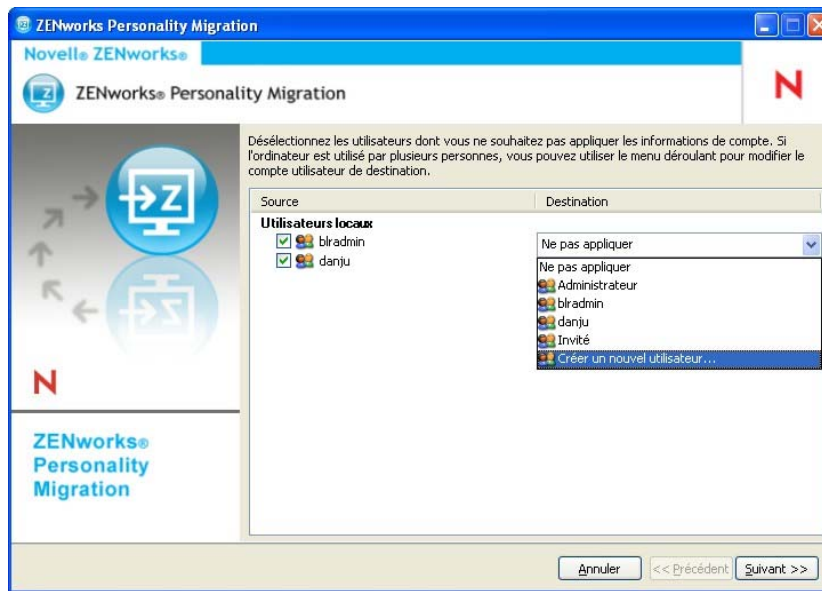 ZENworks Personality Migration
Novell® ZENworks®
ZENworks® Personality Migration
N
Désélectionnez les utilisateurs dont vous ne souhaitez pas appliquer les informations de compte. Si
l'ordinateur est utilisé par plusieurs personnes, vous pouvez utiliser le menu déroulant pour modifier le
compte utilisateur de destination.
Source Destination
Utilisateurs locaux
blradmin Ne pas appliquer
danju
Ne pas appliquer
Administrateur
blradmin
danju
Invité
Créer un nouvel utilisateur...
Z
N
ZENworks®
Personality
Migration
Annuler << Précédent Suivant >>